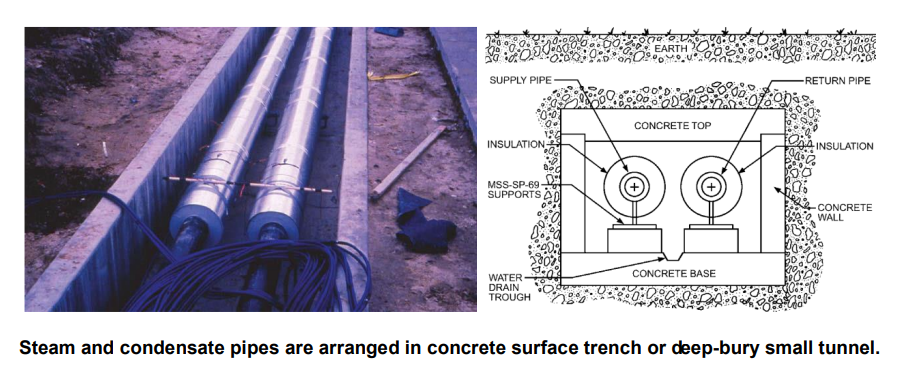 EARTH
SUPPLY PIPE
RETURN PIPE
CONCRETE TOP
INSULATION
INSULATION
MSS-SP-69
SUPPORTS
CONCRETE
WALL
WATER
DRAIN
TROUGH
CONCRETE BASE
Steam and condensate pipes are arranged in concrete surface trench or deep-bury small tunnel.